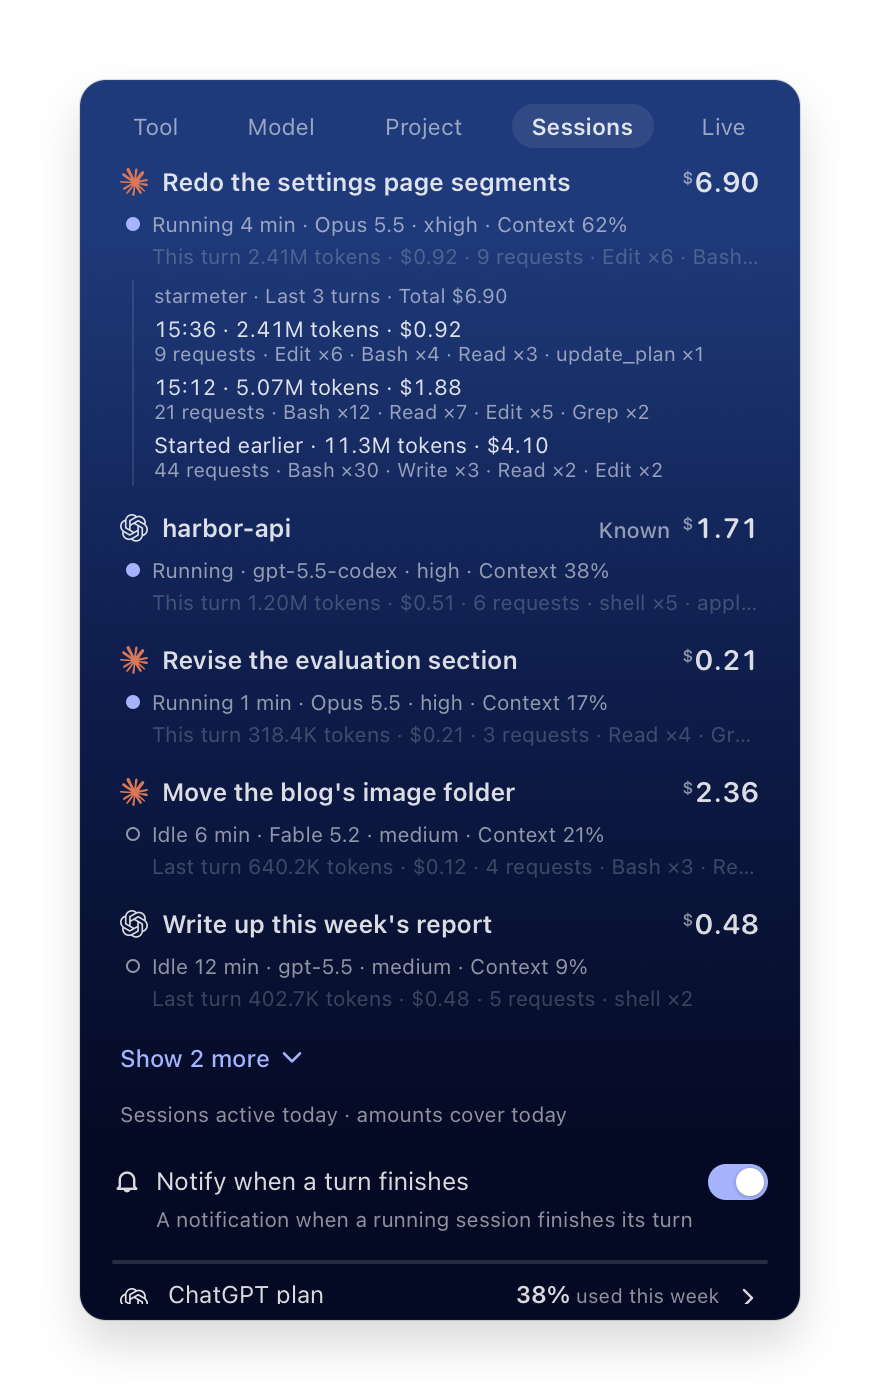 Tool Model Project Sessions Live
Redo the settings page segments $6.90
Running 4 min · Opus 5.5 · xhigh · Context 62%
This turn 2.41M tokens · $0.92 · 9 requests · Edit ×6 · Bash...
starmeter · Last 3 turns · Total $6.90
15:36 · 2.41M tokens · $0.92
9 requests · Edit ×6 · Bash ×4 · Read ×3 · update_plan ×1
15:12 · 5.07M tokens · $1.88
21 requests · Bash ×12 · Read ×7 · Edit ×5 · Grep ×2
Started earlier · 11.3M tokens · $4.10
44 requests · Bash ×30 · Write ×3 · Read ×2 · Edit ×2
harbor-api Known $1.71
Running · gpt-5.5-codex · high · Context 38%
This turn 1.20M tokens · $0.51 · 6 requests · shell ×5 · appl...
Revise the evaluation section $0.21
Running 1 min · Opus 5.5 · high · Context 17%
This turn 318.4K tokens · $0.21 · 3 requests · Read ×4 · Gr...
Move the blog's image folder $2.36
Idle 6 min · Fable 5.2 · medium · Context 21%
Last turn 640.2K tokens · $0.12 · 4 requests · Bash ×3 · Re...
Write up this week's report $0.48
Idle 12 min · gpt-5.5 · medium · Context 9%
Last turn 402.7K tokens · $0.48 · 5 requests · shell ×2
Show 2 more
Sessions active today · amounts cover today
Notify when a turn finishes
A notification when a running session finishes its turn
ChatGPT plan 38% used this week